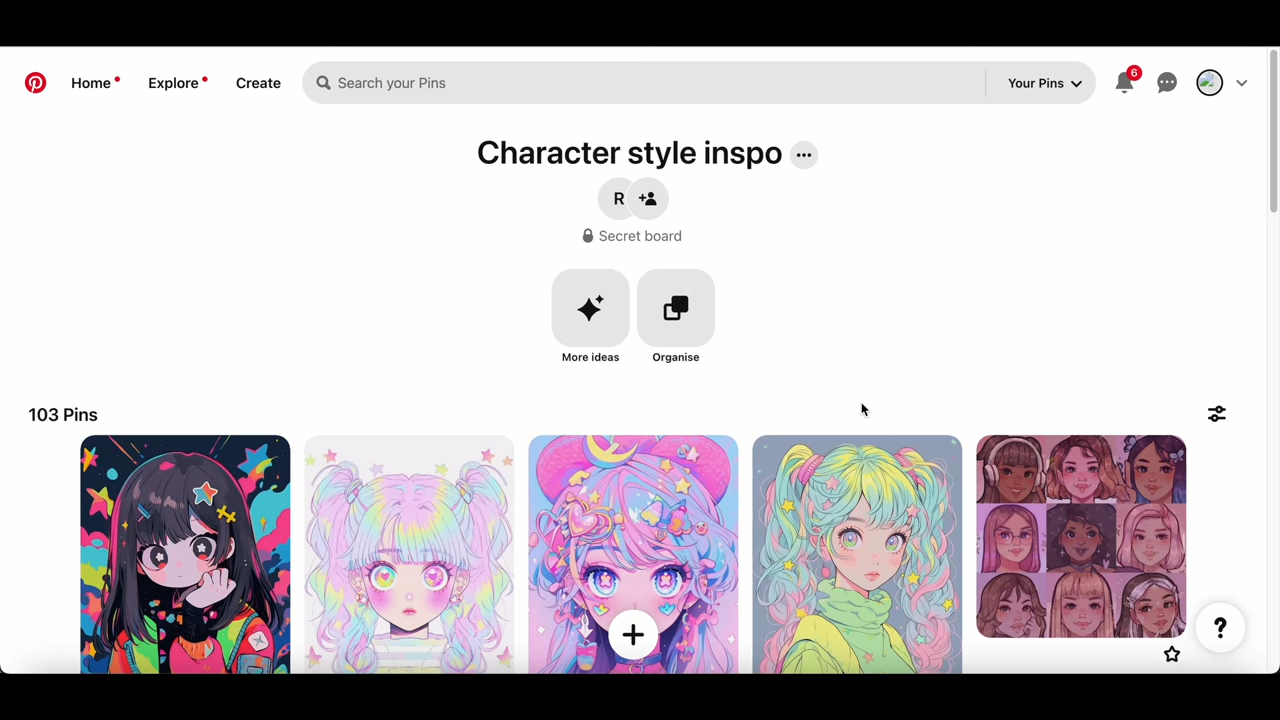 Home Explore Create Search your Pins Your Pins 6
Character style inspo
R
Secret board
More ideas Organise
103 Pins
?